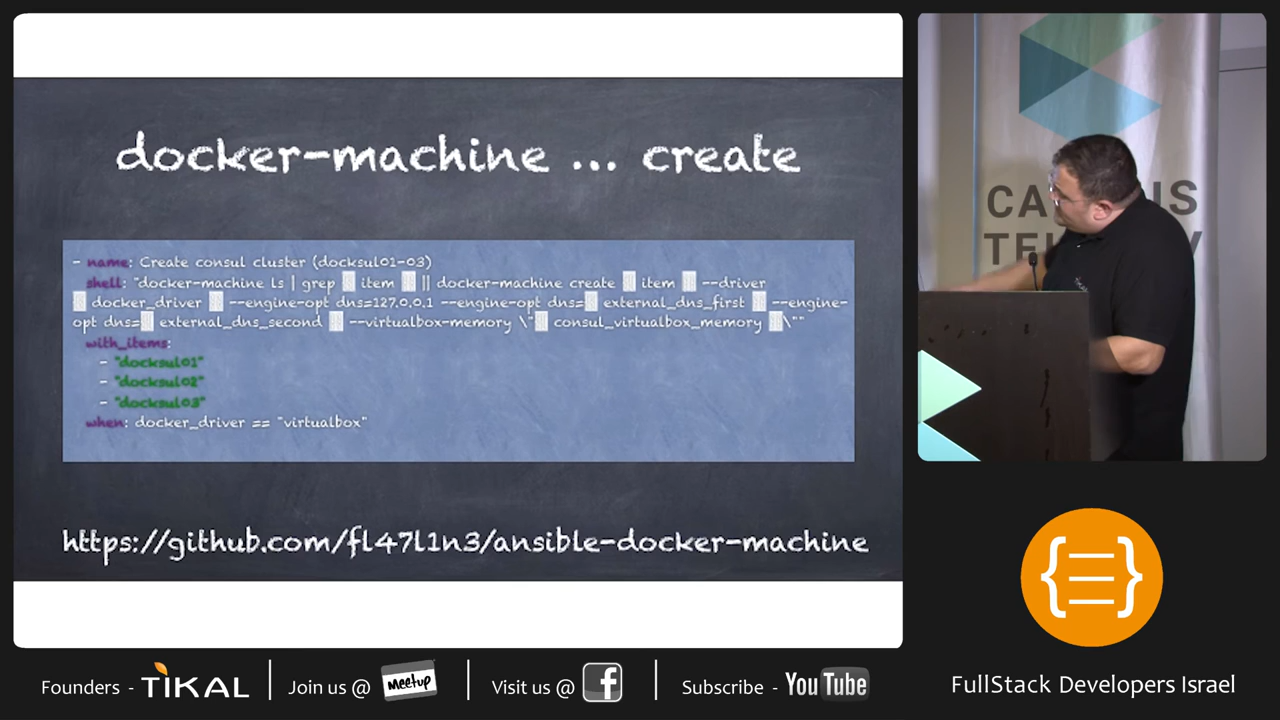 docker-machine ... create
- name: Create consul cluster (docksul01-03)
shell: "docker-machine ls | grep ░ item ░ || docker-machine create ░ item ░ --driver
░ docker_driver ░ --engine-opt dns=127.0.0.1 --engine-opt dns=░ external_dns_first ░ --engine-
opt dns=░ external_dns_second ░ --virtualbox-memory \"░ consul_virtualbox_memory ░\""
with_items:
- "docksul01"
- "docksul02"
- "docksul03"
when: docker_driver == "virtualbox"
https://github.com/fl47l1n3/ansible-docker-machine
{ } 
Founders - TIKAL
Join us @ meetup
Visit us @ f
Subscribe - YouTube
FullStack Developers Israel